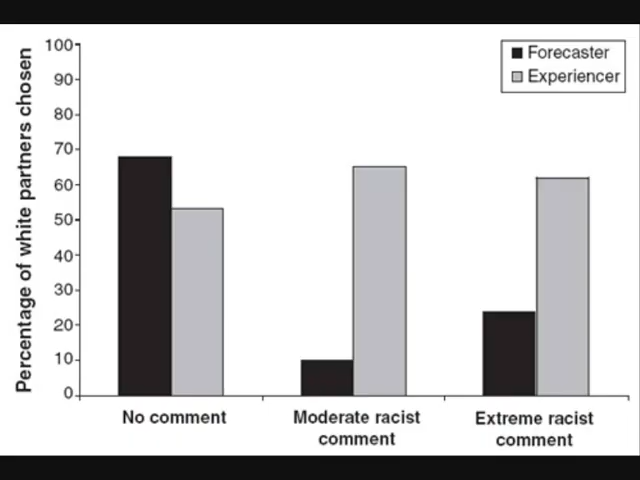 Percentage of white partners chosen
100
90
80
70
60
50
40
30
20
10
0
Forecaster
Experiencer
No comment
Moderate racist
comment
Extreme racist
comment